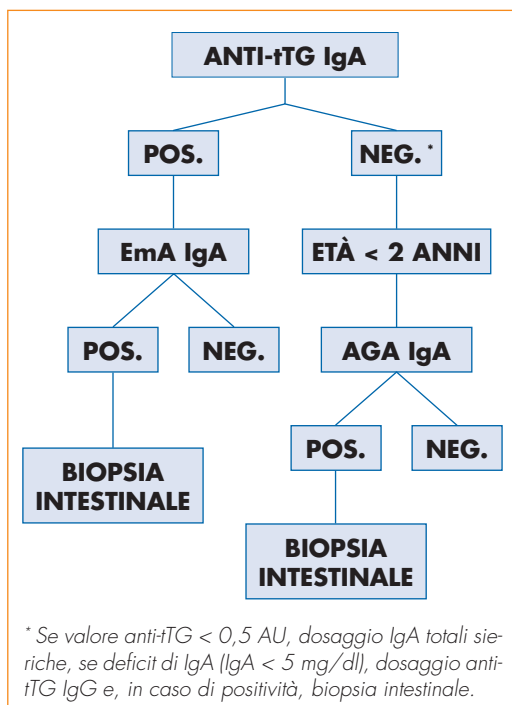 ANTI-tTG IgA
POS.
NEG. *
EmA IgA
ETÀ < 2 ANNI
POS.
NEG.
AGA IgA
BIOPSIA
INTESTINALE
POS.
NEG.
BIOPSIA
INTESTINALE
* Se valore anti-tTG < 0,5 AU, dosaggio IgA totali sie-
riche, se deficit di IgA (IgA < 5 mg/dl), dosaggio anti-
tTG IgG e, in caso di positività, biopsia intestinale.